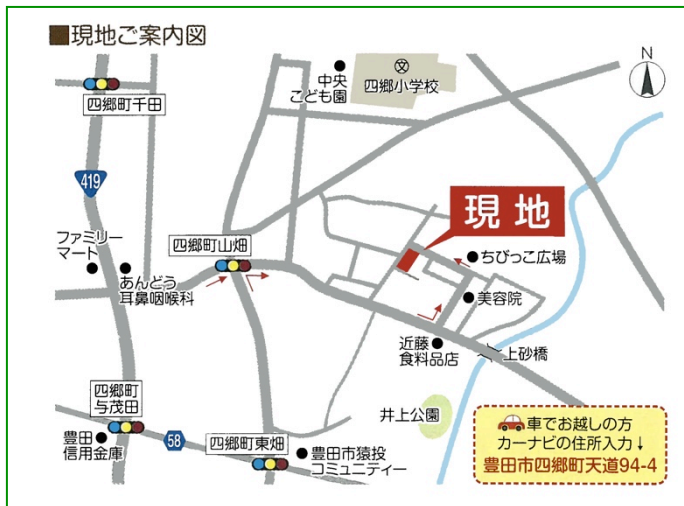 ■現地ご案内図
N
中央
こども園
文
四郷小学校
四郷町千田
419
ファミリー
マート
あんどう
耳鼻咽喉科
四郷町山畑
現地
ちびっこ広場
美容院
近藤
食料品店
上砂橋
井上公園
四郷町
与茂田
豊田
信用金庫
58
四郷町東畑
豊田市猿投
コミュニティー
車でお越しの方
カーナビの住所入力↓
豊田市四郷町天道94-4